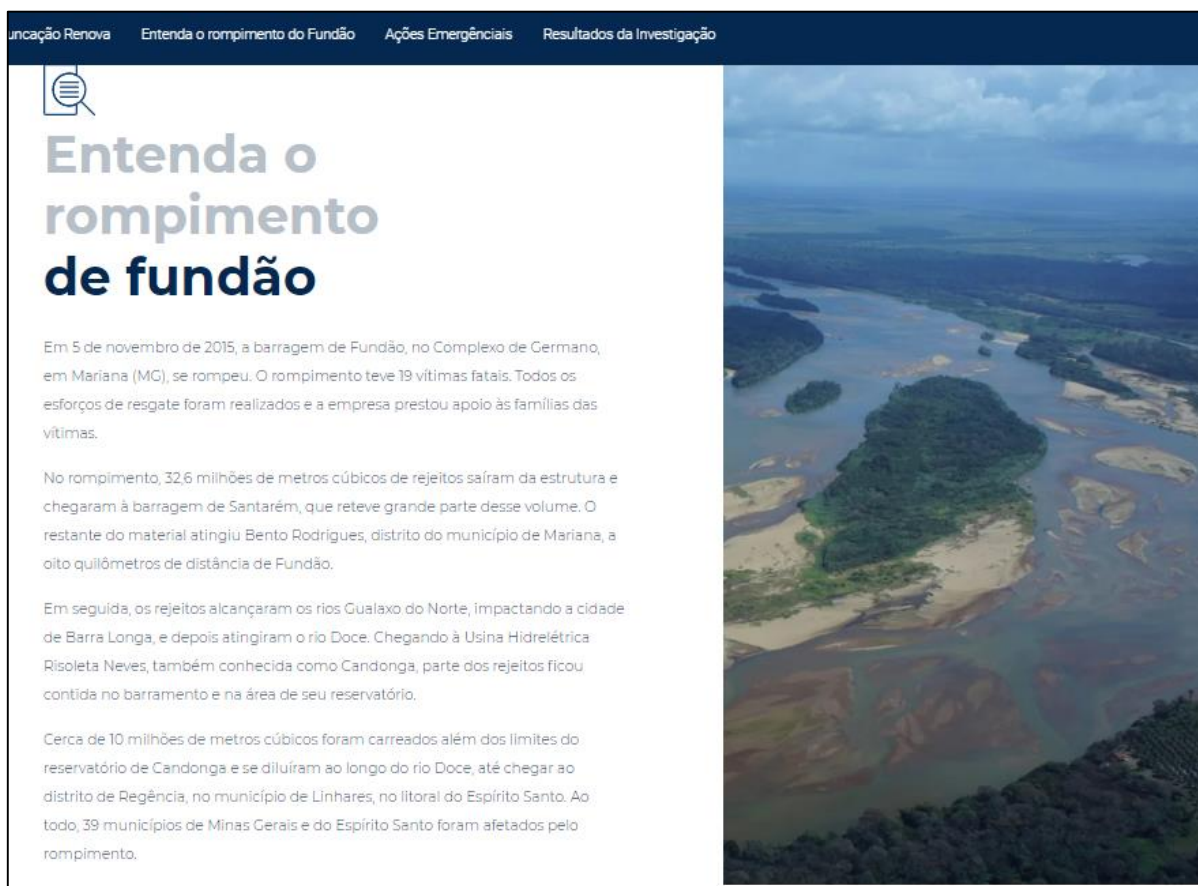 uncação Renova Entenda o rompimento do Fundão Ações Emergênciais Resultados da Investigação
Entenda o
rompimento
de fundão
Em 5 de novembro de 2015, a barragem de Fundão, no Complexo de Germano,
em Mariana (MG), se rompeu. O rompimento teve 19 vítimas fatais. Todos os
esforços de resgate foram realizados e a empresa prestou apoio às famílias das
vítimas.
No rompimento, 32,6 milhões de metros cúbicos de rejeitos saíram da estrutura e
chegaram à barragem de Santarém, que reteve grande parte desse volume. O
restante do material atingiu Bento Rodrigues, distrito do município de Mariana, a
oito quilômetros de distância de Fundão.
Em seguida, os rejeitos alcançaram os rios Gualaxo do Norte, impactando a cidade
de Barra Longa, e depois atingiram o rio Doce. Chegando à Usina Hidrelétrica
Risoleta Neves, também conhecida como Candonga, parte dos rejeitos ficou
contida no barramento e na área de seu reservatório.
Cerca de 10 milhões de metros cúbicos foram carreados além dos limites do
reservatório de Candonga e se diluíram ao longo do rio Doce, até chegar ao
distrito de Regência, no município de Linhares, no litoral do Espírito Santo. Ao
todo, 39 municípios de Minas Gerais e do Espírito Santo foram afetados pelo
rompimento.